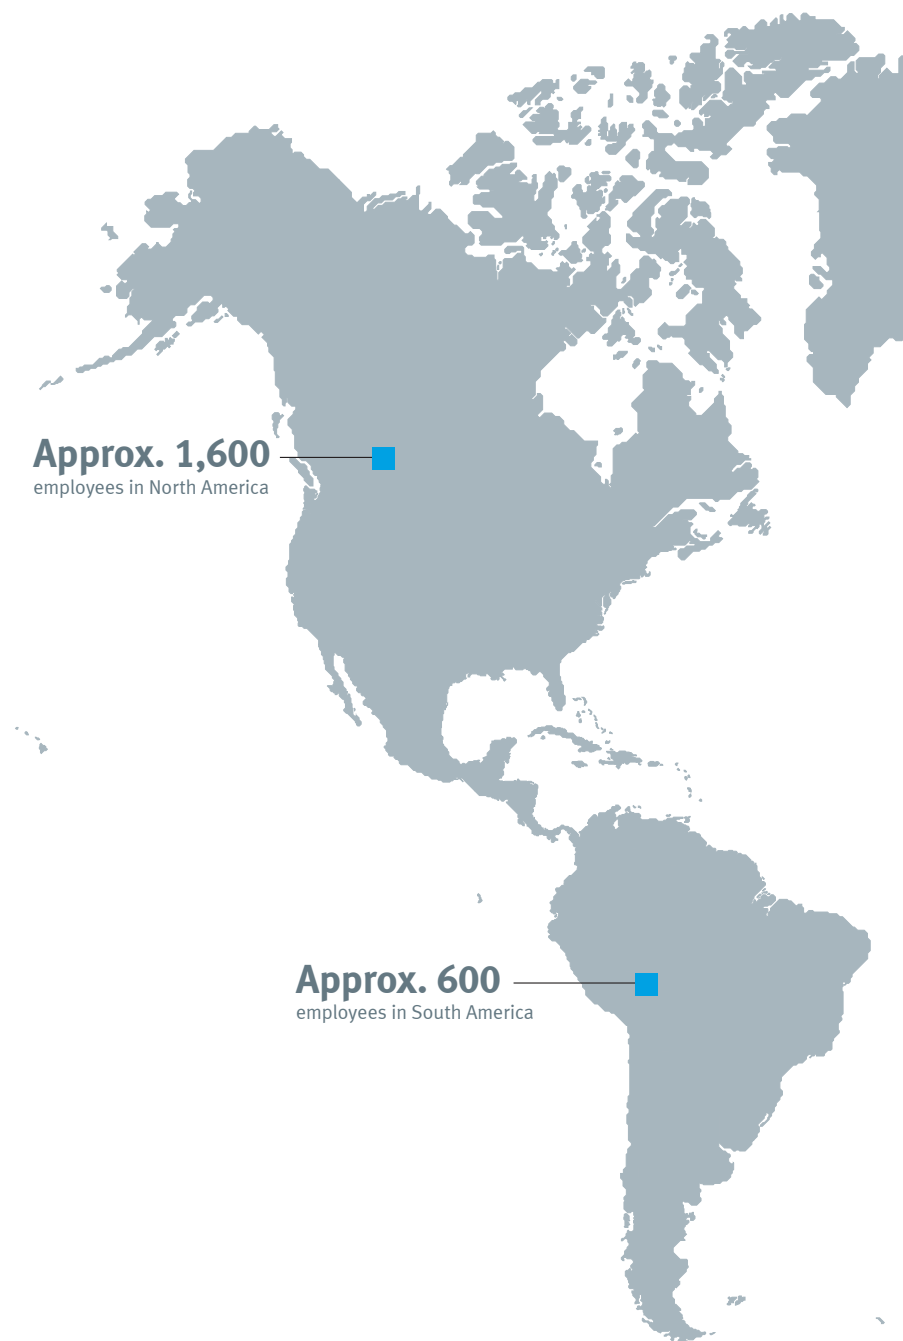 Approx. 1,600
employees in North America
Approx. 600
employees in South America